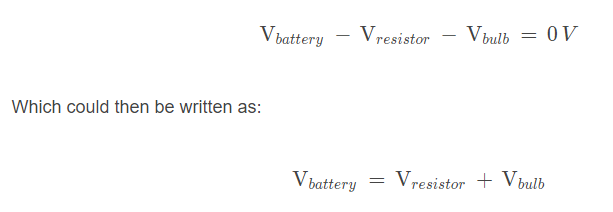 V_battery − V_resistor − V_bulb = 0 V
Which could then be written as:
V_battery = V_resistor + V_bulb